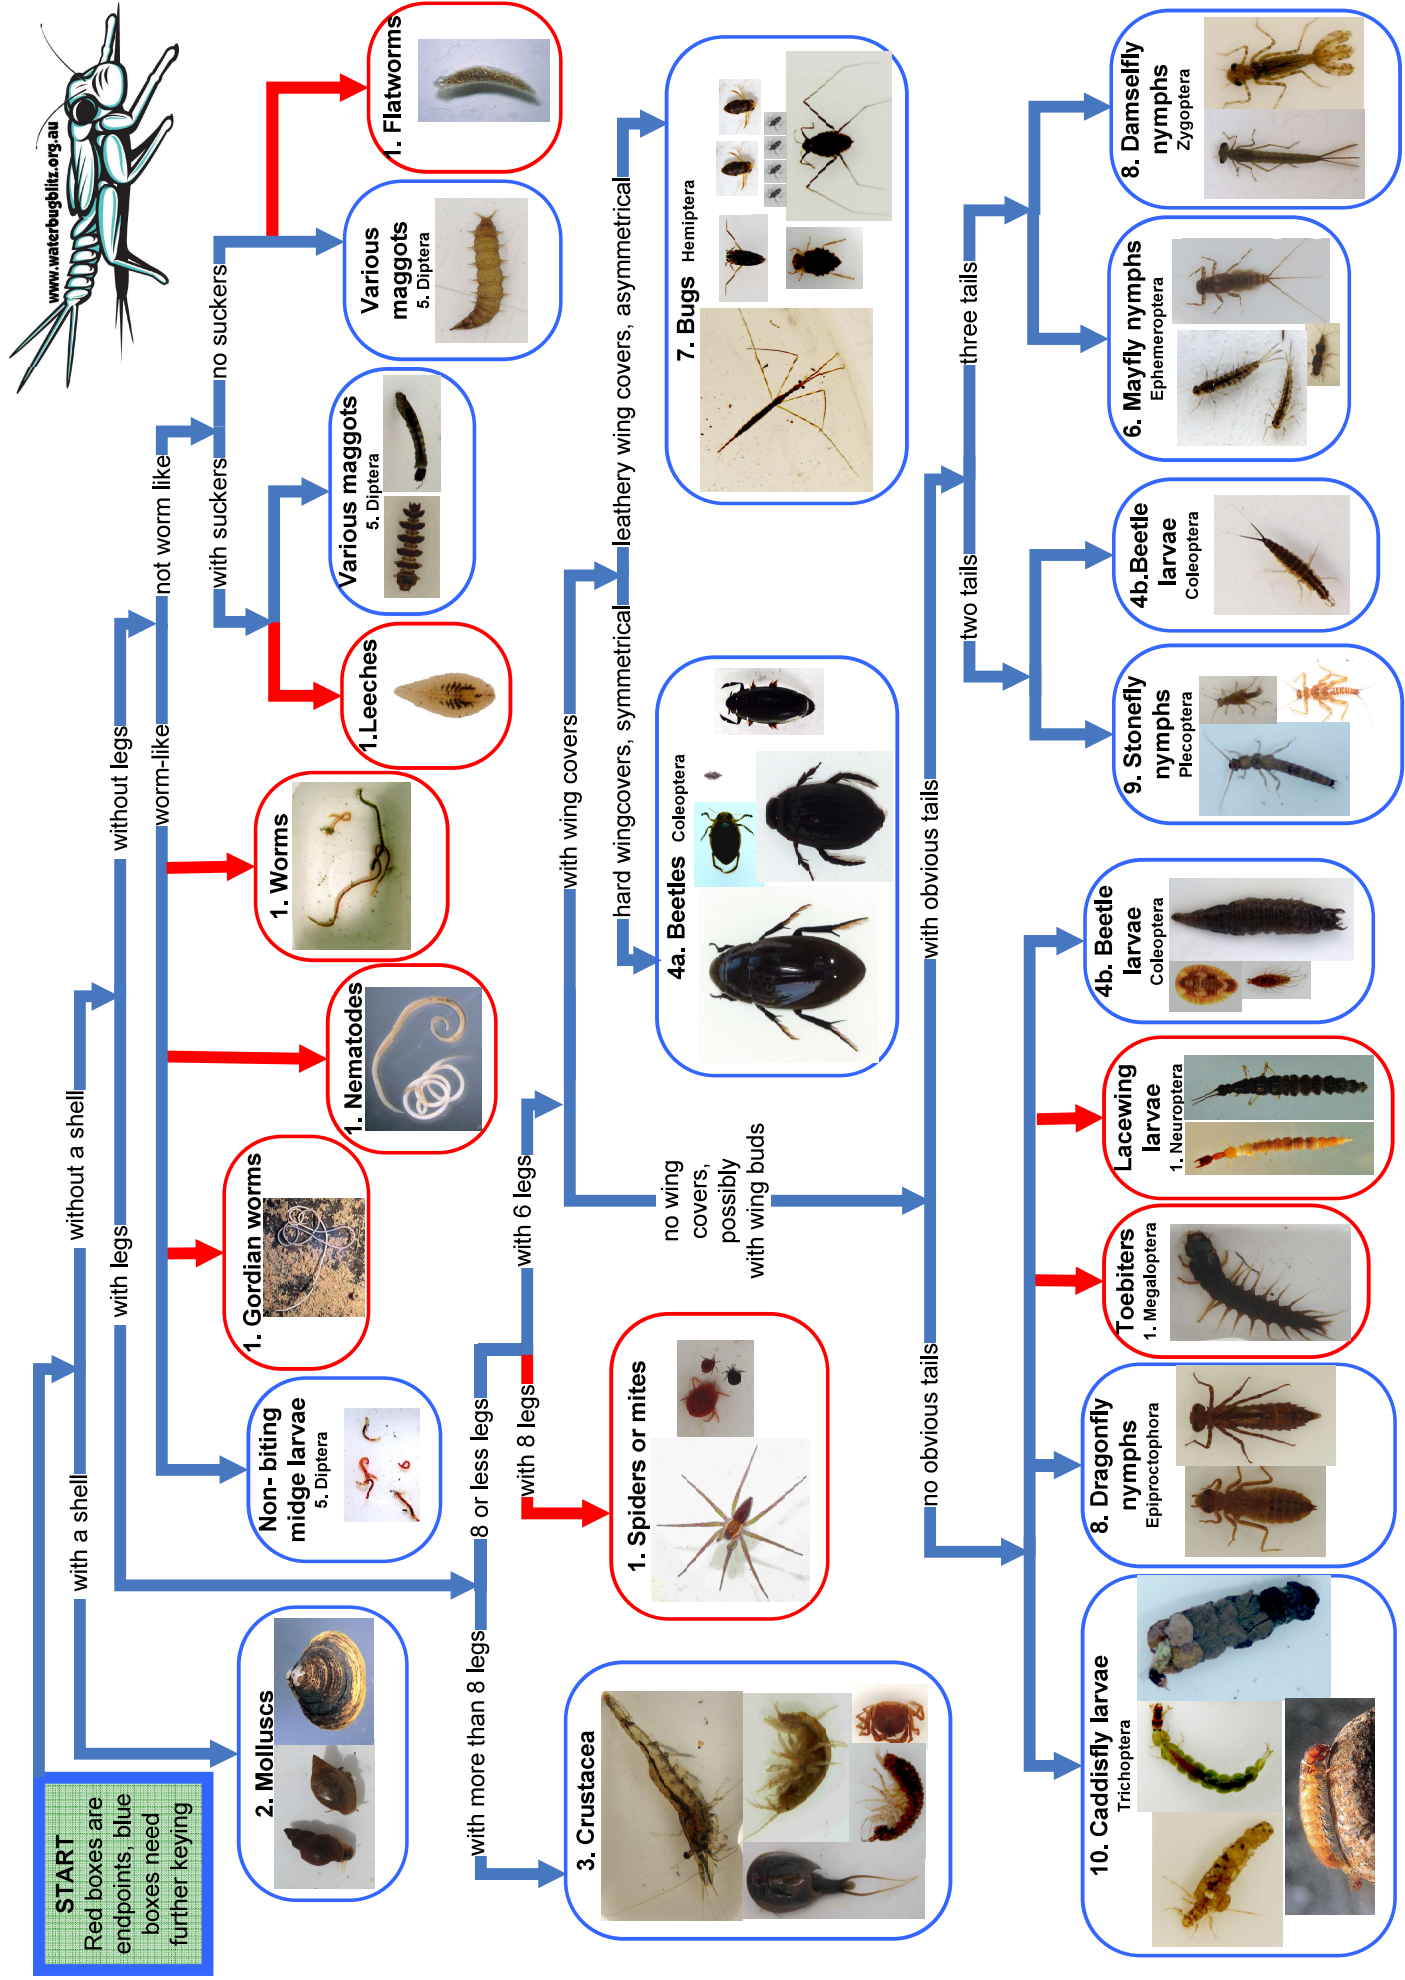 START
Red boxes are
endpoints, blue
boxes need
further keying
www.waterbugblitz.org.au
with a shell
without a shell
2. Molluscs
with legs
without legs
worm-like
not worm like
Non- biting
midge larvae
5. Diptera
1. Gordian worms
1. Nematodes
1. Worms
with suckers
no suckers
1.Leeches
Various maggots
5. Diptera
Various
maggots
5. Diptera
1. Flatworms
with more than 8 legs
8 or less legs
3. Crustacea
with 8 legs
with 6 legs
1. Spiders or mites
no wing
covers,
possibly
with wing buds
with wing covers
hard wingcovers, symmetrical
leathery wing covers, asymmetrical
4a. Beetles Coleoptera
7. Bugs Hemiptera
no obvious tails
with obvious tails
10. Caddisfly larvae
Trichoptera
8. Dragonfly
nymphs
Epiproctophora
Toebiters
1. Megaloptera
Lacewing
larvae
1. Neuroptera
4b. Beetle
larvae
Coleoptera
two tails
three tails
9. Stonefly
nymphs
Plecoptera
4b.Beetle
larvae
Coleoptera
6. Mayfly nymphs
Ephemeroptera
8. Damselfly
nymphs
Zygoptera